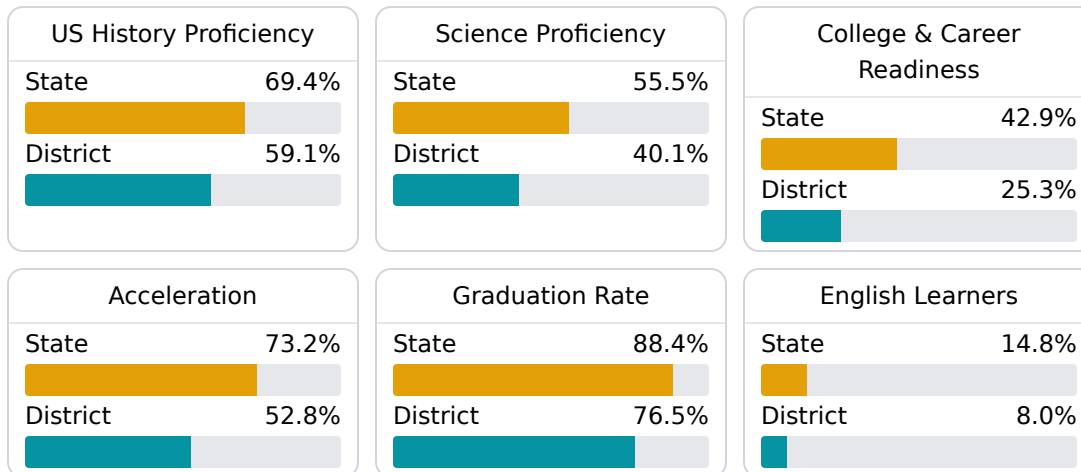 US History Proficiency
State 69.4%
District 59.1%
Science Proficiency
State 55.5%
District 40.1%
College & Career
Readiness
State 42.9%
District 25.3%
Acceleration
State 73.2%
District 52.8%
Graduation Rate
State 88.4%
District 76.5%
English Learners
State 14.8%
District 8.0%